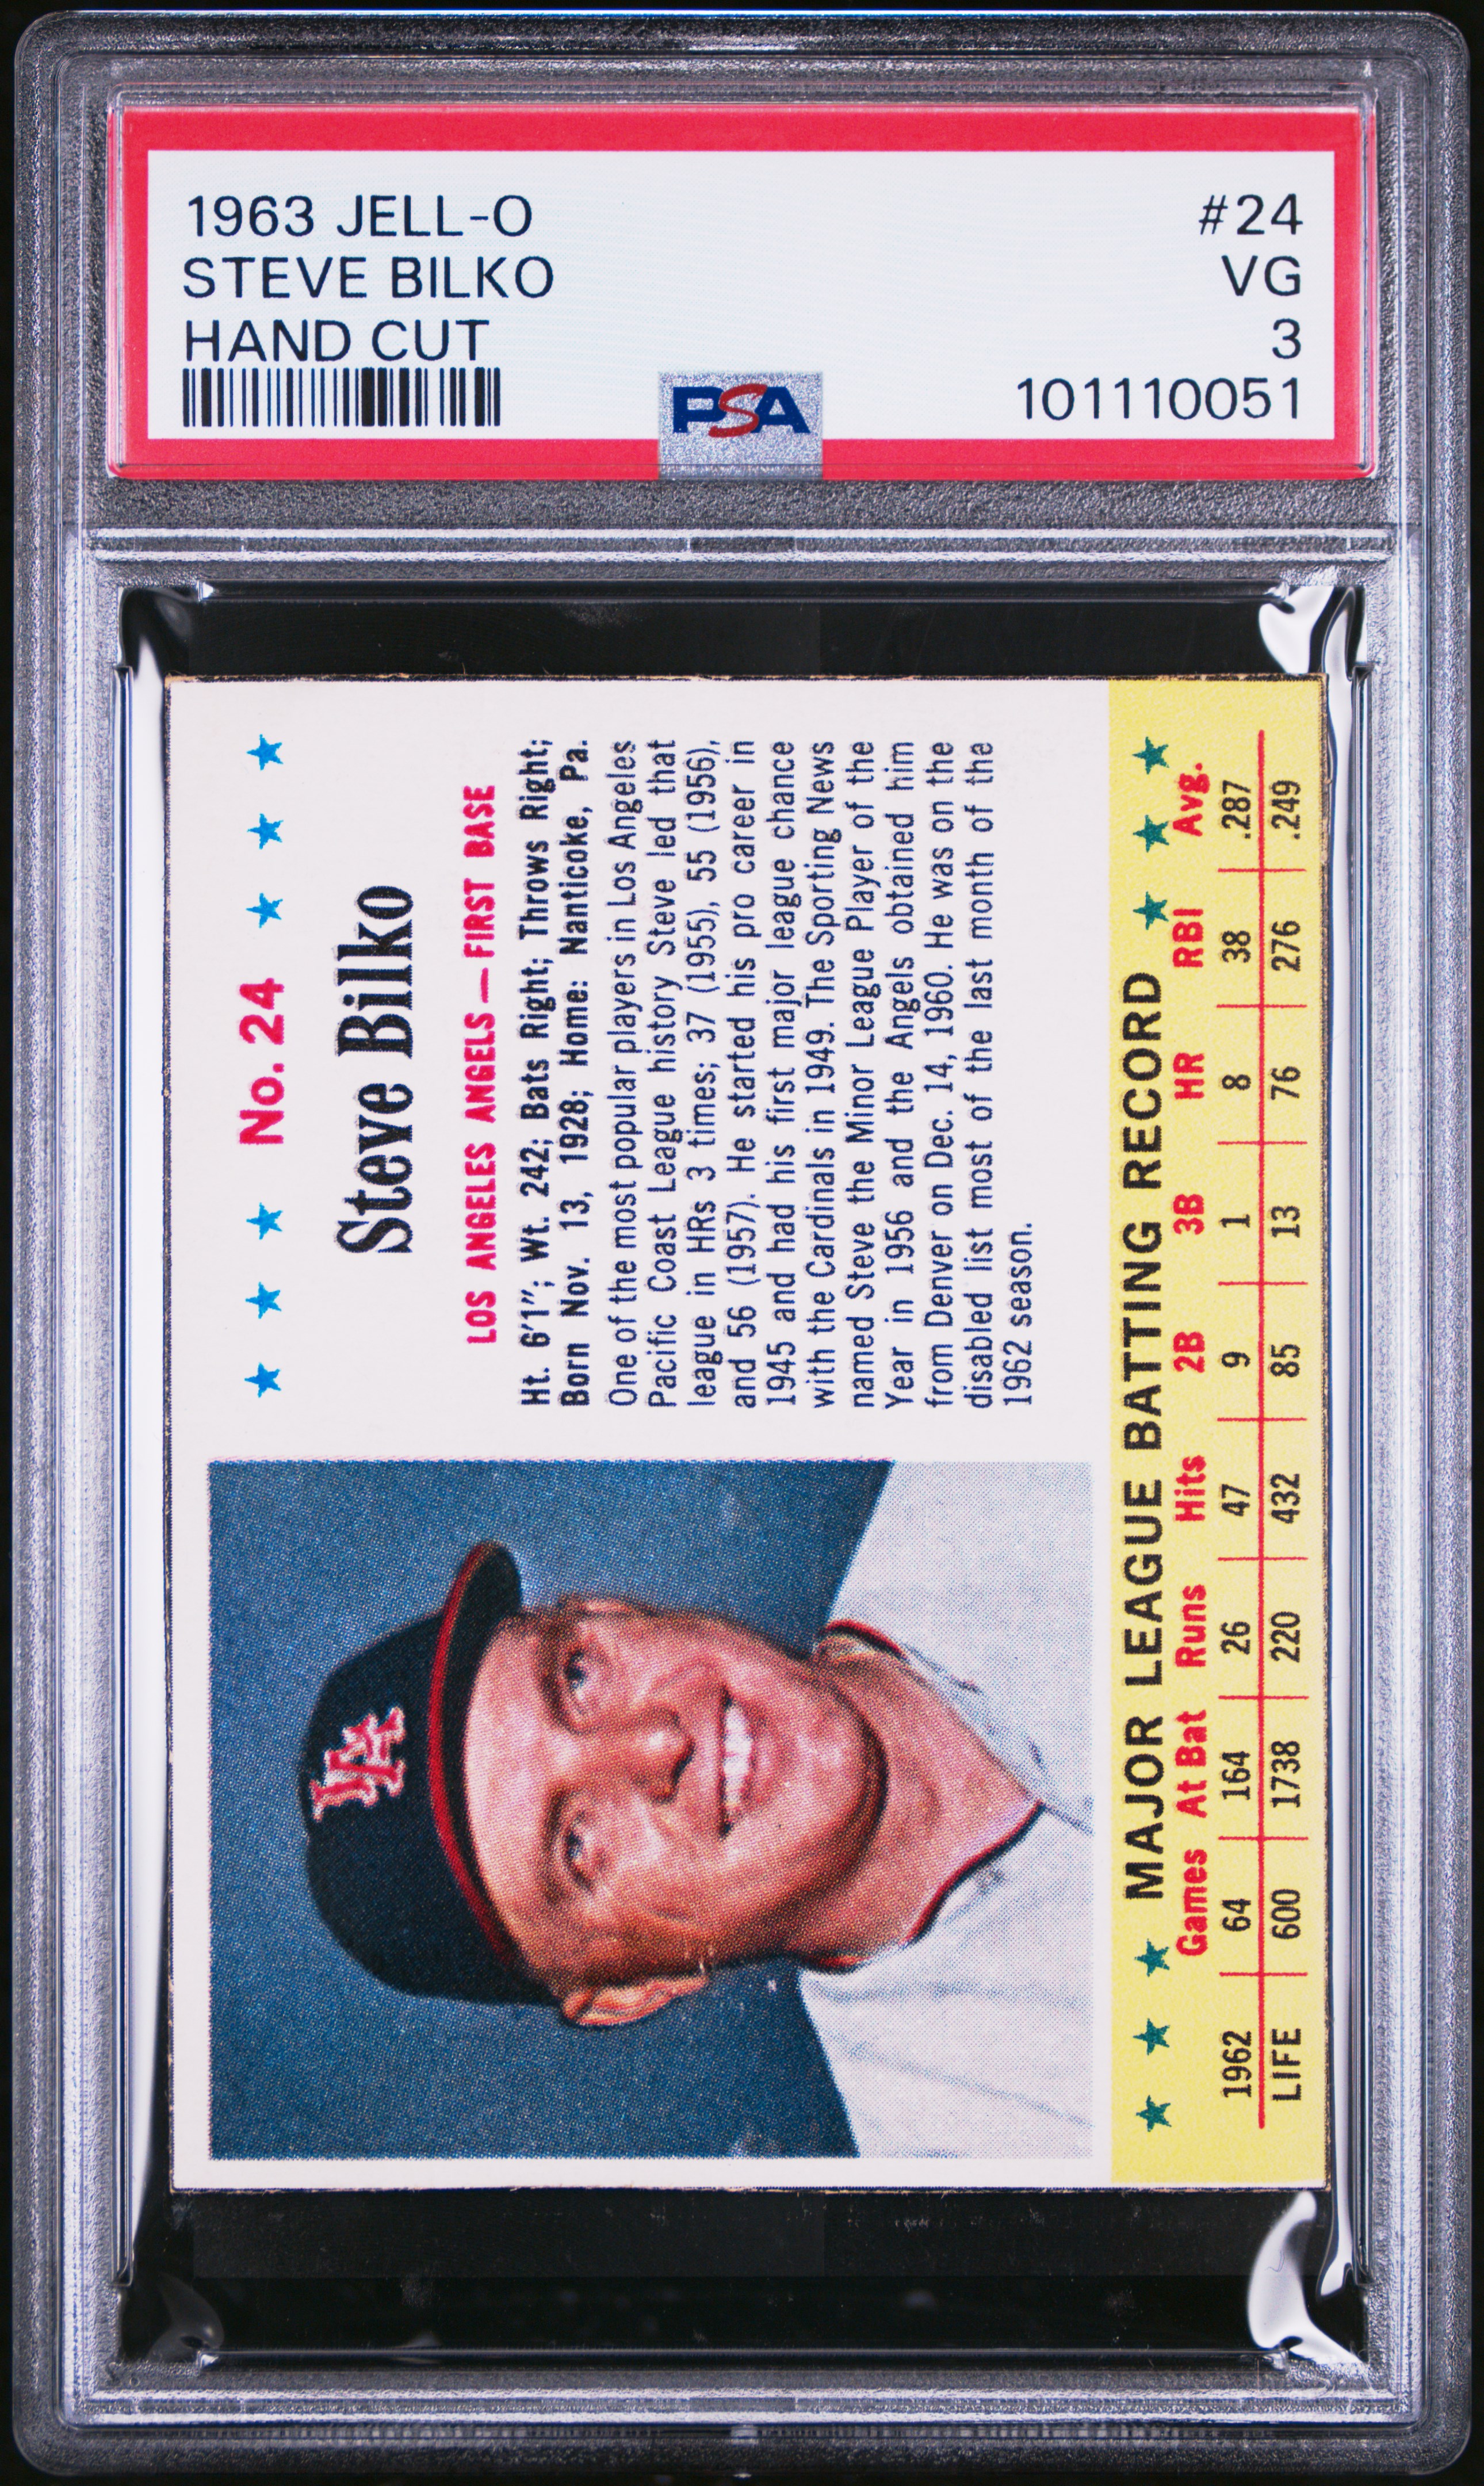 1963 JELL-O
STEVE BILKO
HAND CUT
#24
VG
3
101110051
PSA
No. 24
Steve Bilko
LOS ANGELES ANGELS — FIRST BASE
Ht. 6'1"; Wt. 242; Bats Right; Throws Right;
Born Nov. 13, 1928; Home: Nanticoke, Pa.
One of the most popular players in Los Angeles
Pacific Coast League history Steve led that
league in HRs 3 times; 37 (1955), 55 (1956),
and 56 (1957). He started his pro career in
1945 and had his first major league chance
with the Cardinals in 1949. The Sporting News
named Steve the Minor League Player of the
Year in 1956 and the Angels obtained him
from Denver on Dec. 14, 1960. He was on the
disabled list most of the last month of the
1962 season.
LA
MAJOR LEAGUE BATTING RECORD
Games At Bat Runs Hits 2B 3B HR RBI Avg.
1962 64 164 26 47 9 1 8 38 .287
LIFE 600 1738 220 432 85 13 76 276 .249